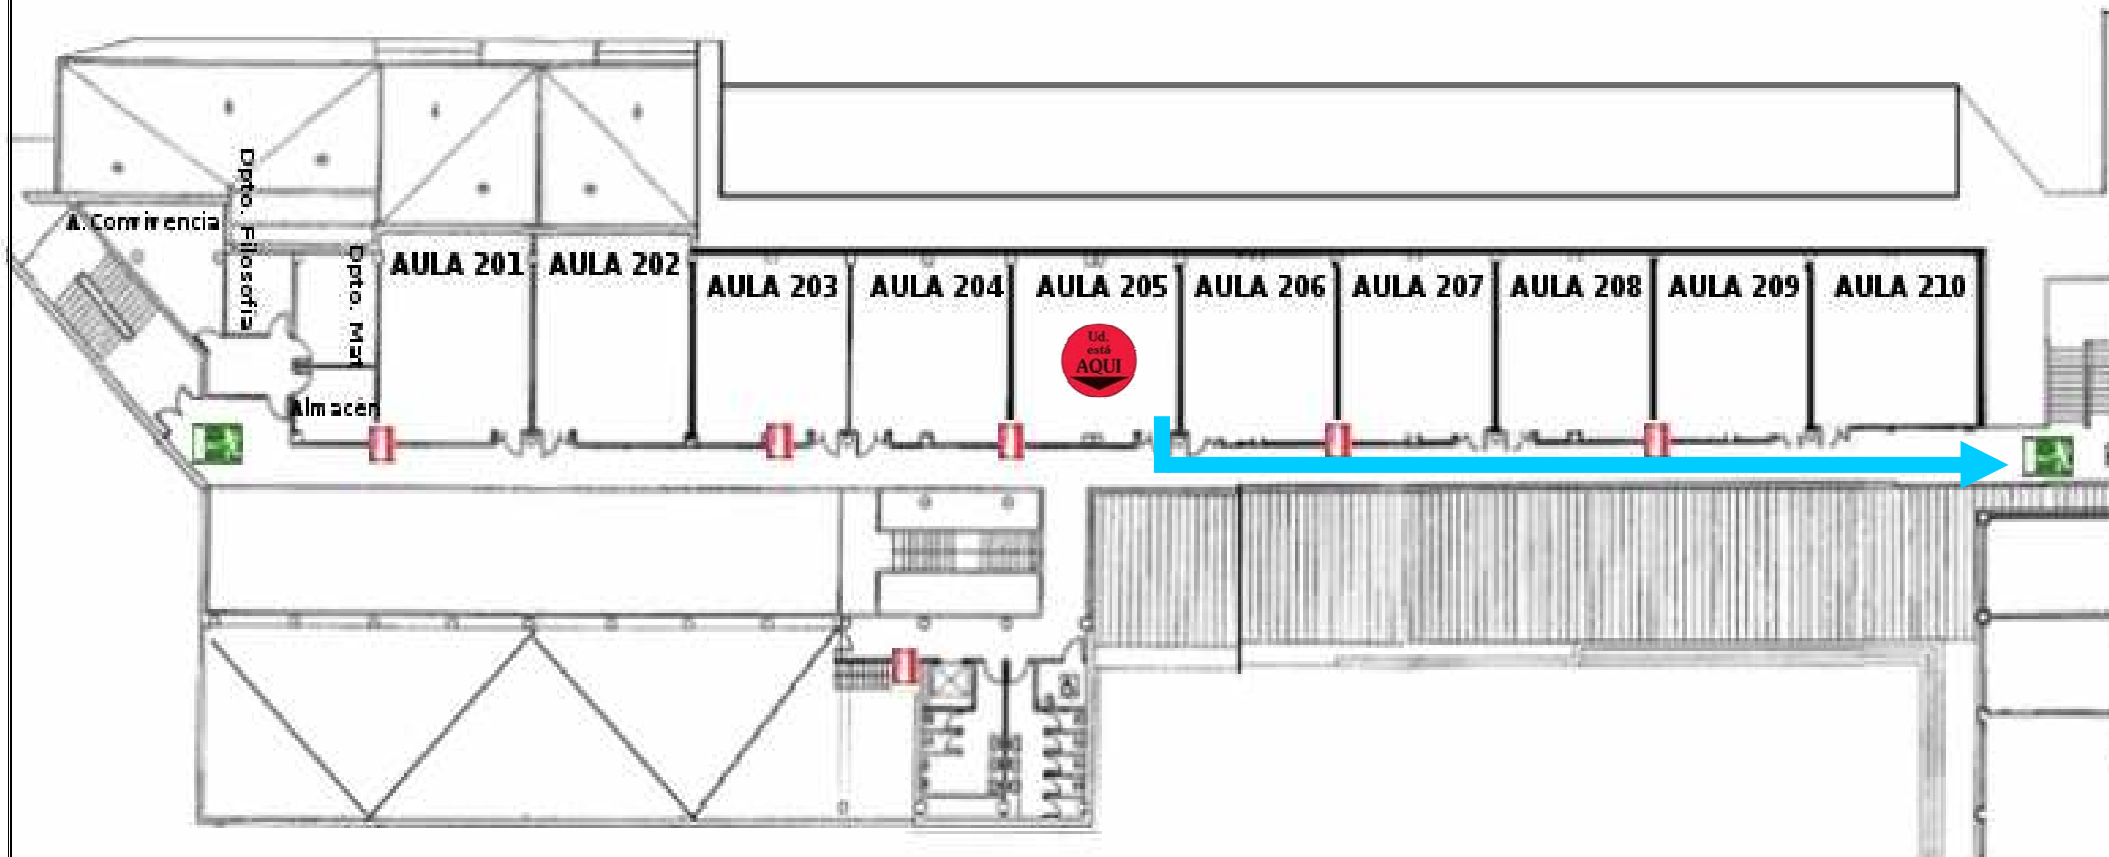 Dpto. Filosofía
A. Convivencia
Dpto. Mat
AULA 201
AULA 202
AULA 203
AULA 204
AULA 205
AULA 206
AULA 207
AULA 208
AULA 209
AULA 210
Ud.
está
AQUI
Almacén